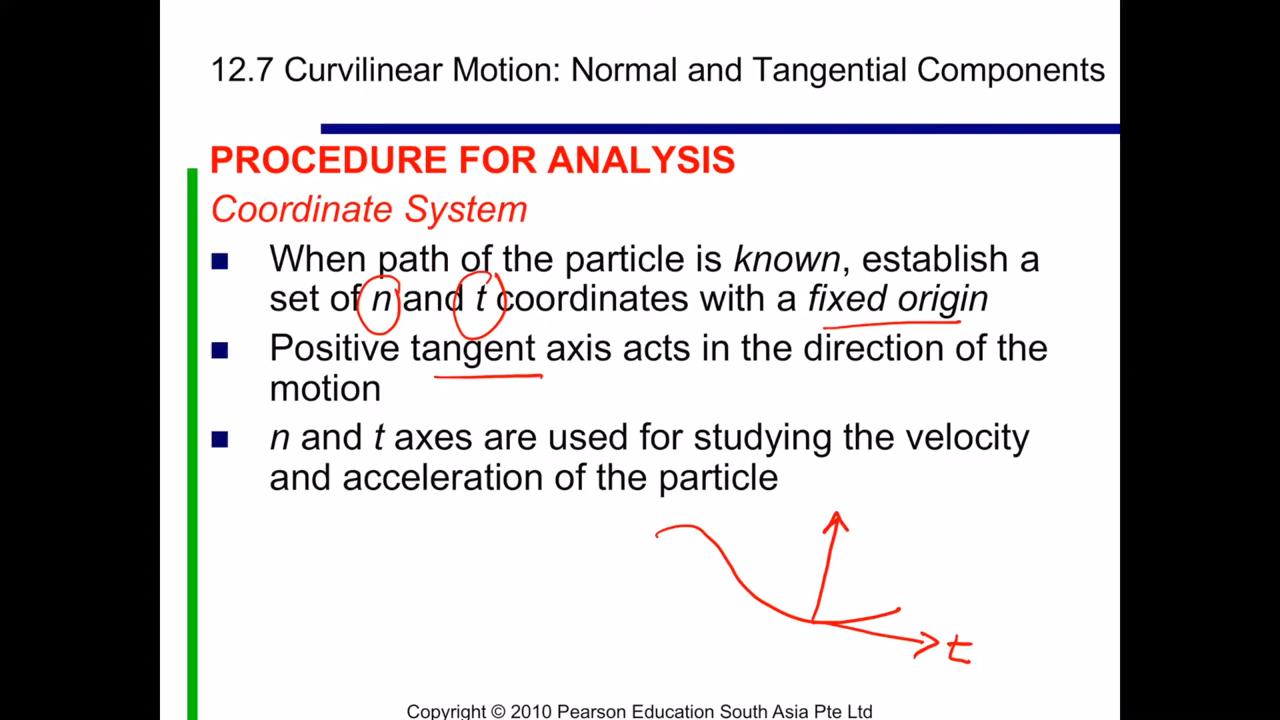 12.7 Curvilinear Motion: Normal and Tangential Components
PROCEDURE FOR ANALYSIS
Coordinate System
When path of the particle is known, establish a
set of n and t coordinates with a fixed origin
Positive tangent axis acts in the direction of the
motion
n and t axes are used for studying the velocity
and acceleration of the particle
t
Copyright © 2010 Pearson Education South Asia Pte Ltd